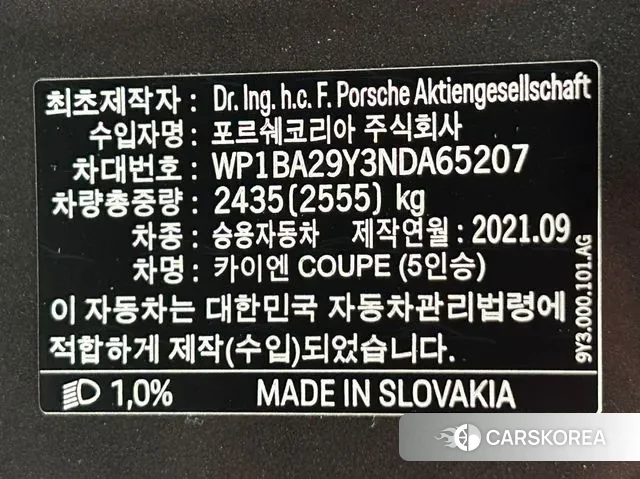 최초제작자 : Dr. Ing. h.c. F. Porsche Aktiengesellschaft
수입자명 : 포르쉐코리아 주식회사
차대번호 : WP1BA29Y3NDA65207
차량총중량 : 2435(2555) kg
차종 : 승용자동차 제작연월 : 2021.09
차명 : 카이엔 COUPE (5인승)
이 자동차는 대한민국 자동차관리법령에
적합하게 제작(수입)되었습니다.
1,0% MADE IN SLOVAKIA
9Y3.000.101.AG
CARSKOREA